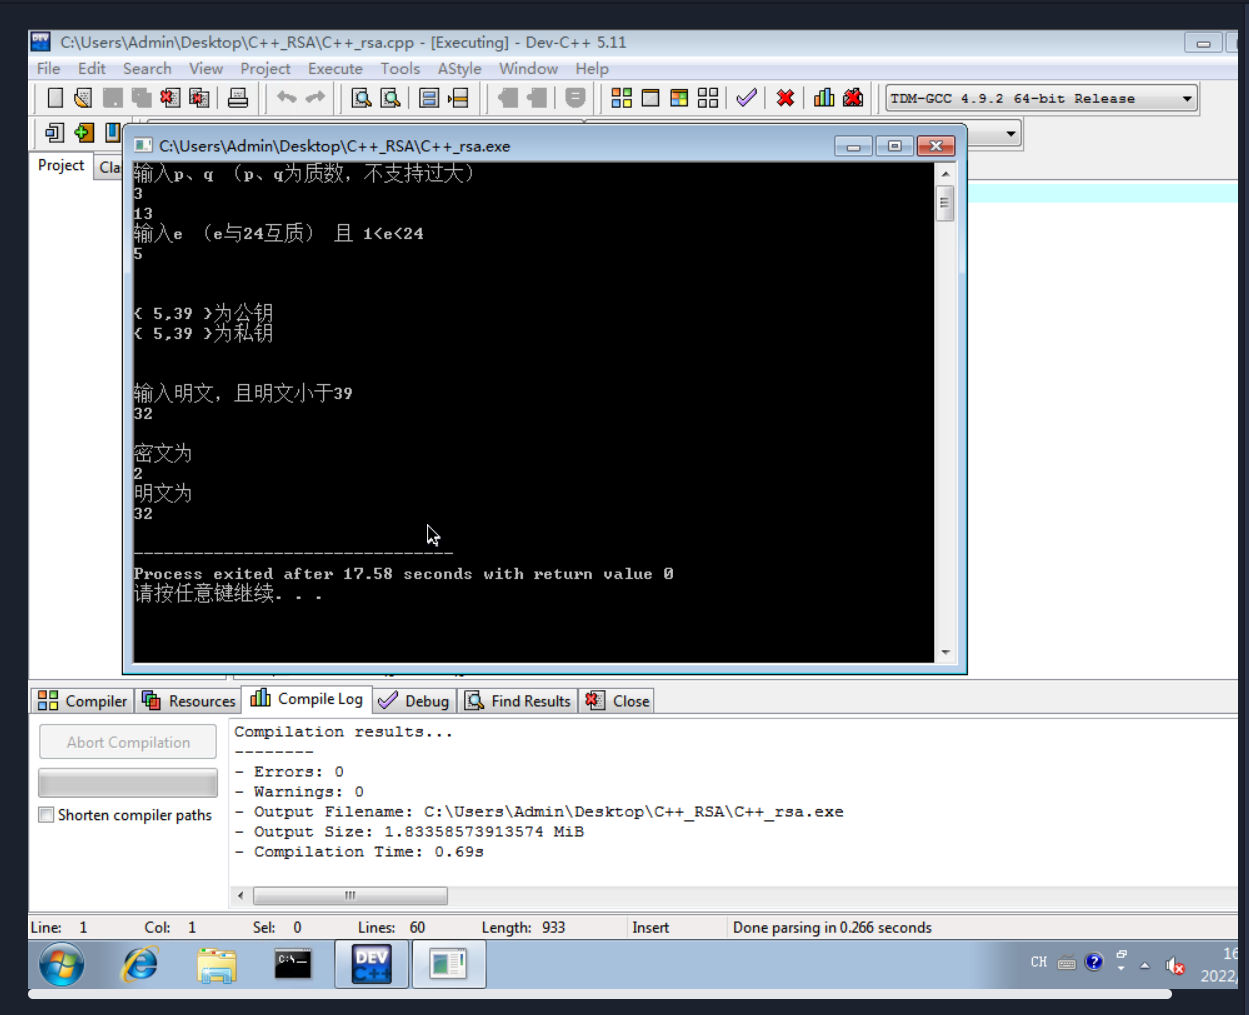 C:\Users\Admin\Desktop\C++_RSA\C++_rsa.cpp - [Executing] - Dev-C++ 5.11
File Edit Search View Project Execute Tools AStyle Window Help
TDM-GCC 4.9.2 64-bit Release
Project Cla
C:\Users\Admin\Desktop\C++_RSA\C++_rsa.exe
输入p、q （p、q为质数，不支持过大）
3
13
输入e （e与24互质） 且 1<e<24
5
{ 5,39 }为公钥
{ 5,39 }为私钥
输入明文，且明文小于39
32
密文为
2
明文为
32
--------------------------------
Process exited after 17.58 seconds with return value 0
请按任意键继续. . .
Compiler Resources Compile Log Debug Find Results Close
Abort Compilation
Shorten compiler paths
Compilation results...
--------
- Errors: 0
- Warnings: 0
- Output Filename: C:\Users\Admin\Desktop\C++_RSA\C++_rsa.exe
- Output Size: 1.83358573913574 MiB
- Compilation Time: 0.69s
Line: 1 Col: 1 Sel: 0 Lines: 60 Length: 933 Insert Done parsing in 0.266 seconds
C:\_ DEV C++ CH 16
2022/